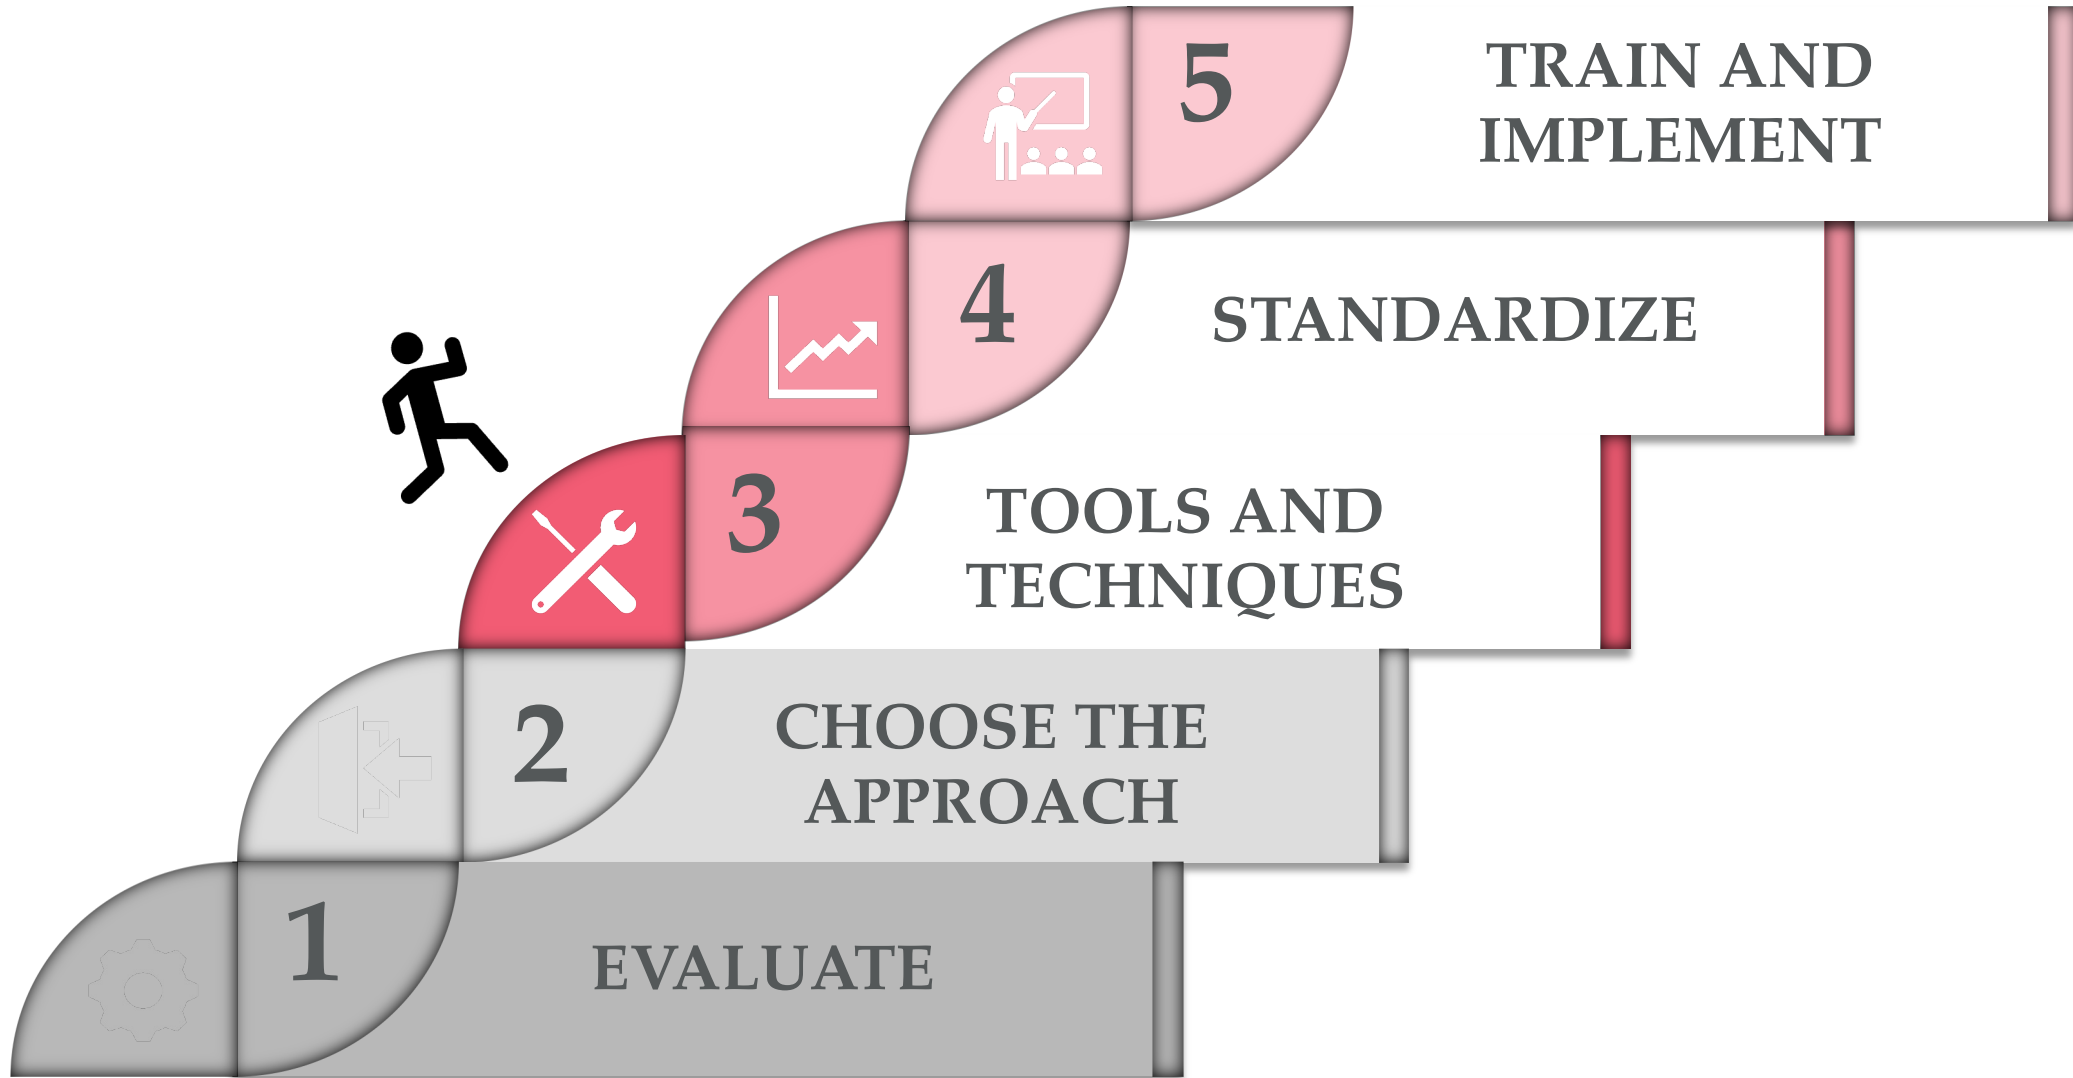 5
TRAIN AND
IMPLEMENT
4
STANDARDIZE
3
TOOLS AND
TECHNIQUES
2
CHOOSE THE
APPROACH
1
EVALUATE